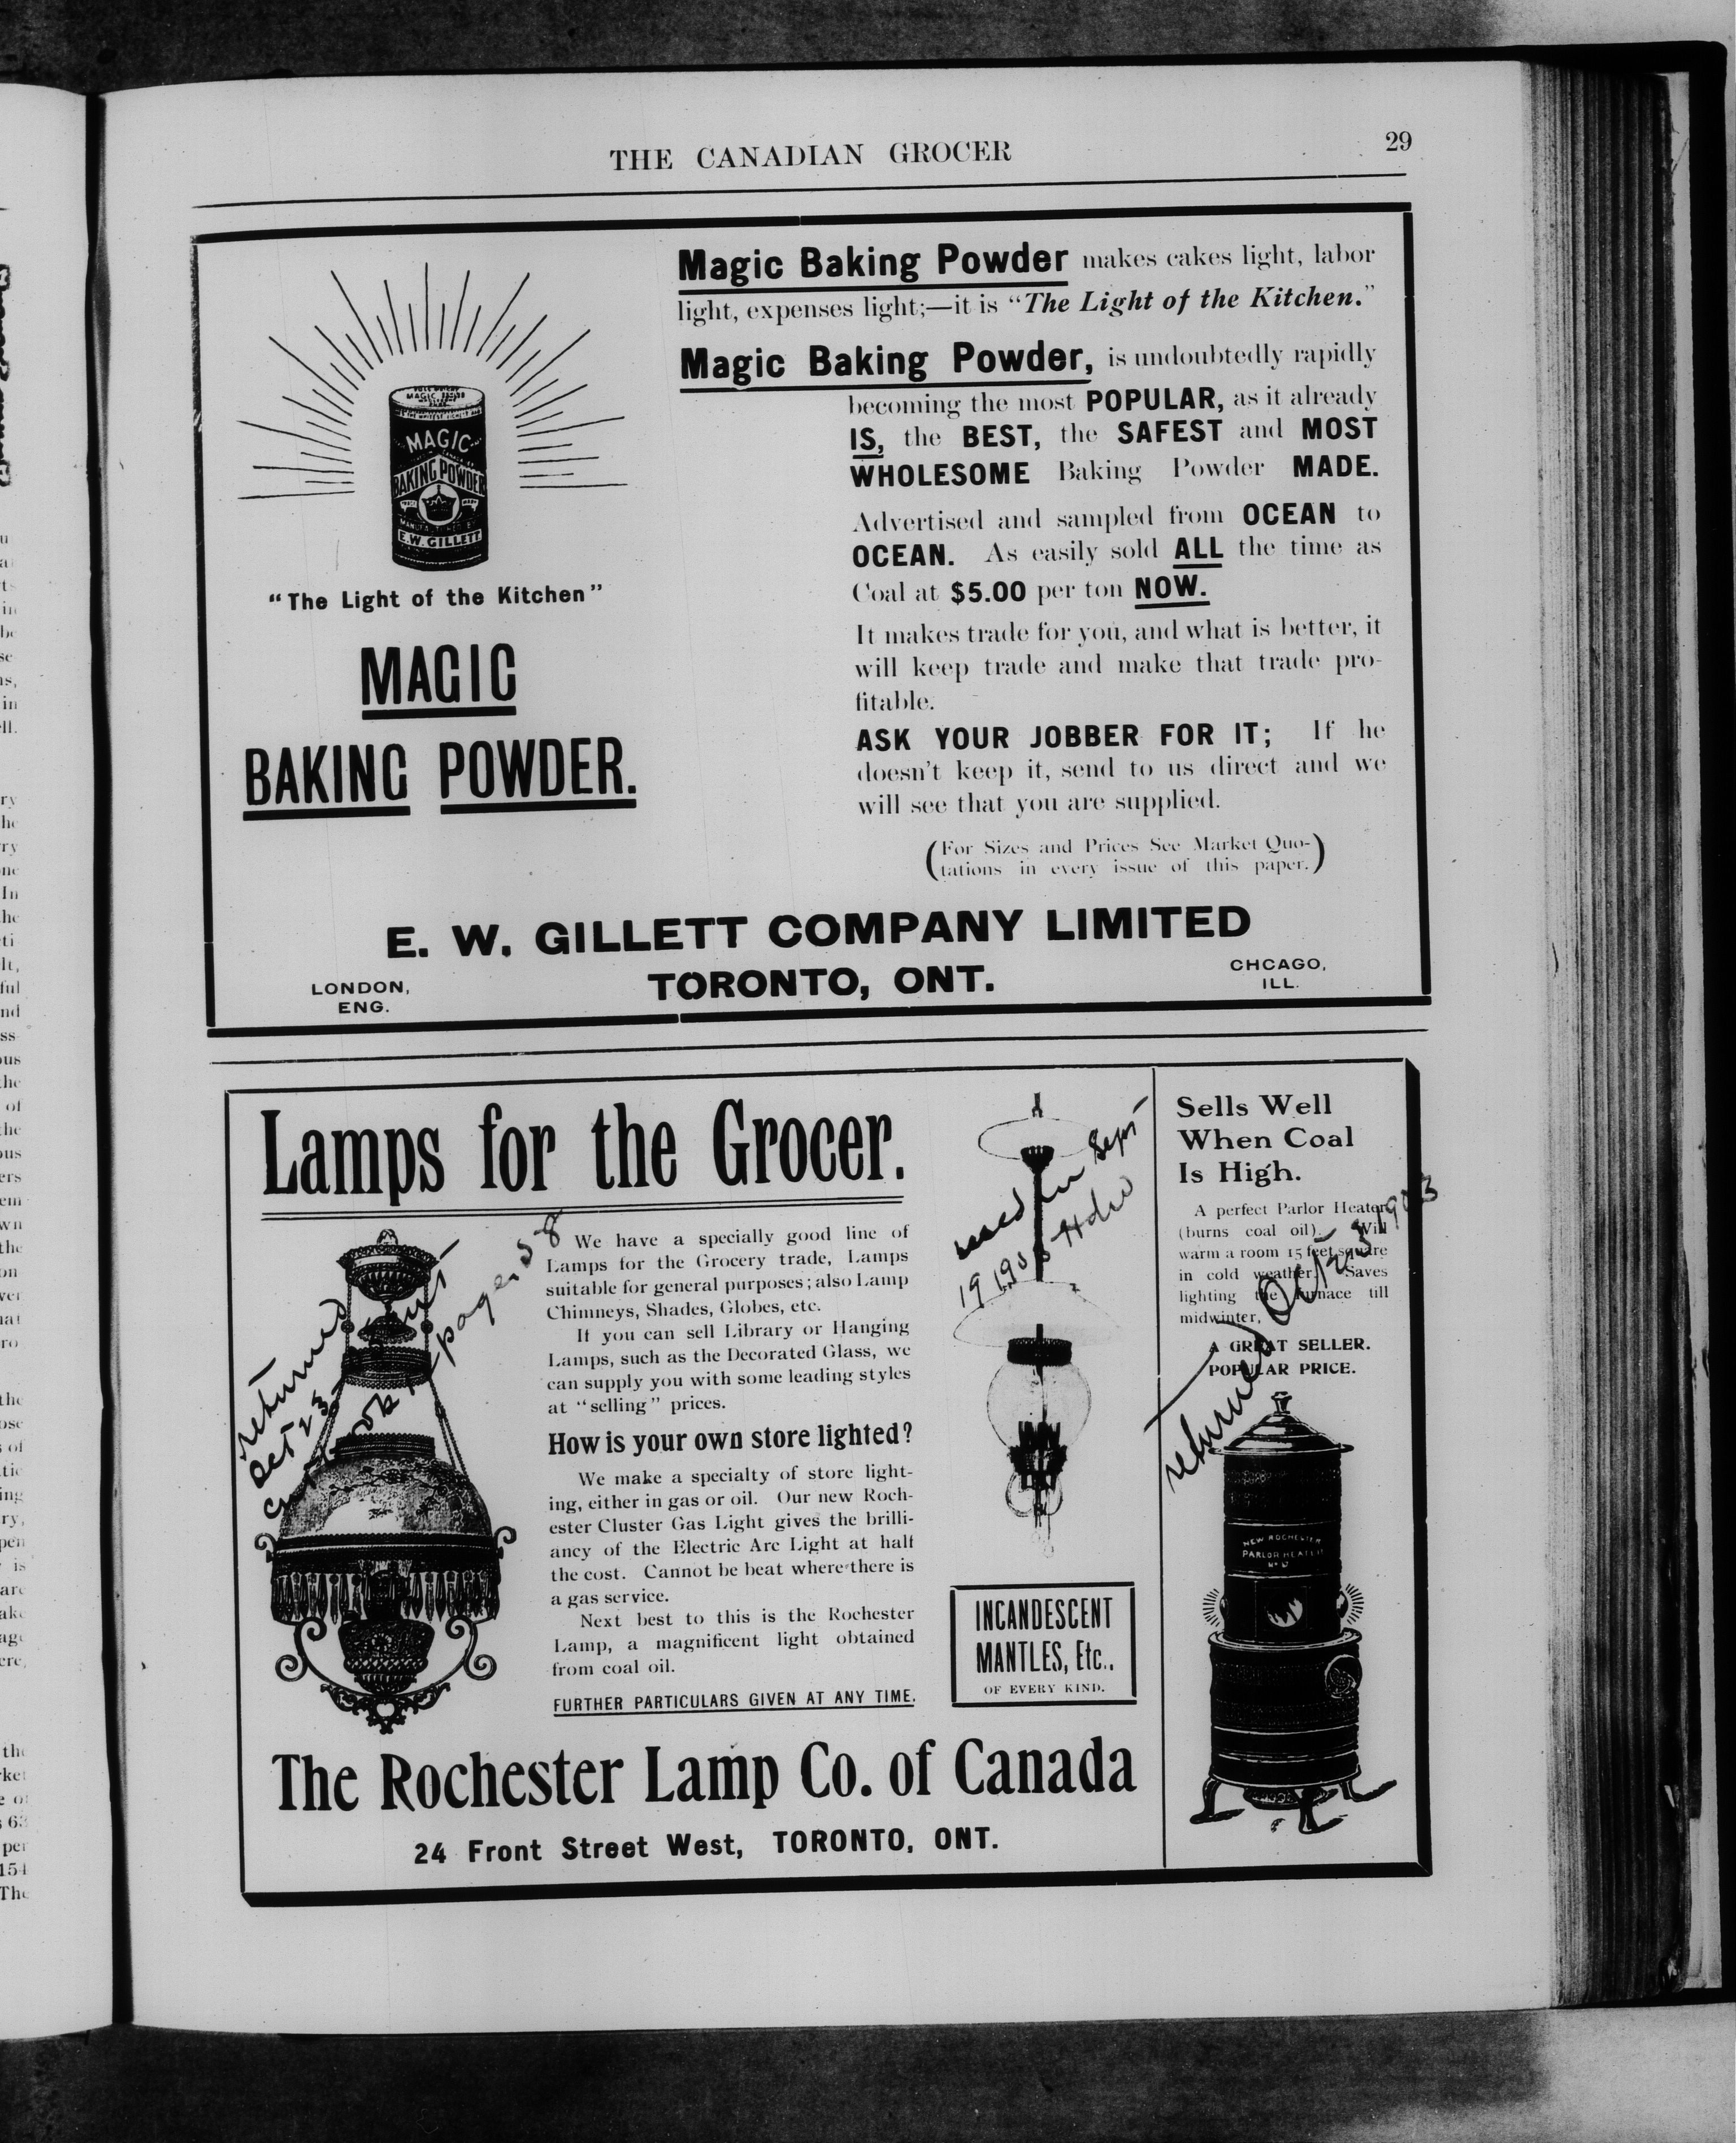 THE CANADIAN GROCER
29
MAGIC
BAKING POWDER
E.W. GILLETT
"The Light of the Kitchen"
MAGIC
BAKING POWDER.
Magic Baking Powder makes cakes light, labor
light, expenses light;—it is "The Light of the Kitchen."
Magic Baking Powder, is undoubtedly rapidly
becoming the most POPULAR, as it already
IS, the BEST, the SAFEST and MOST
WHOLESOME Baking Powder MADE.
Advertised and sampled from OCEAN to
OCEAN. As easily sold ALL the time as
Coal at $5.00 per ton NOW.
It makes trade for you, and what is better, it
will keep trade and make that trade pro-
fitable.
ASK YOUR JOBBER FOR IT; If he
doesn't keep it, send to us direct and we
will see that you are supplied.
(For Sizes and Prices See Market Quo-
tations in every issue of this paper.)
E. W. GILLETT COMPANY LIMITED
LONDON,
ENG.
TORONTO, ONT.
CHCAGO,
ILL.
Lamps for the Grocer.
We have a specially good line of
Lamps for the Grocery trade, Lamps
suitable for general purposes; also Lamp
Chimneys, Shades, Globes, etc.
If you can sell Library or Hanging
Lamps, such as the Decorated Glass, we
can supply you with some leading styles
at "selling" prices.
How is your own store lighted?
We make a specialty of store light-
ing, either in gas or oil. Our new Roch-
ester Cluster Gas Light gives the brilli-
ancy of the Electric Arc Light at half
the cost. Cannot be beat where there is
a gas service.
Next best to this is the Rochester
Lamp, a magnificent light obtained
from coal oil.
FURTHER PARTICULARS GIVEN AT ANY TIME.
returned
Oct 23
page 58
used in Sept
INCANDESCENT
MANTLES, Etc.,
OF EVERY KIND.
Sells Well
When Coal
Is High.
A perfect Parlor Heater
(burns coal oil). Will
warm a room 15 feet square
in cold weather. Saves
lighting the furnace till
midwinter,
A GREAT SELLER.
POPULAR PRICE.
returned Oct 23 1903
NEW ROCHESTER
PARLOR HEATER
The Rochester Lamp Co. of Canada
24 Front Street West, TORONTO, ONT.